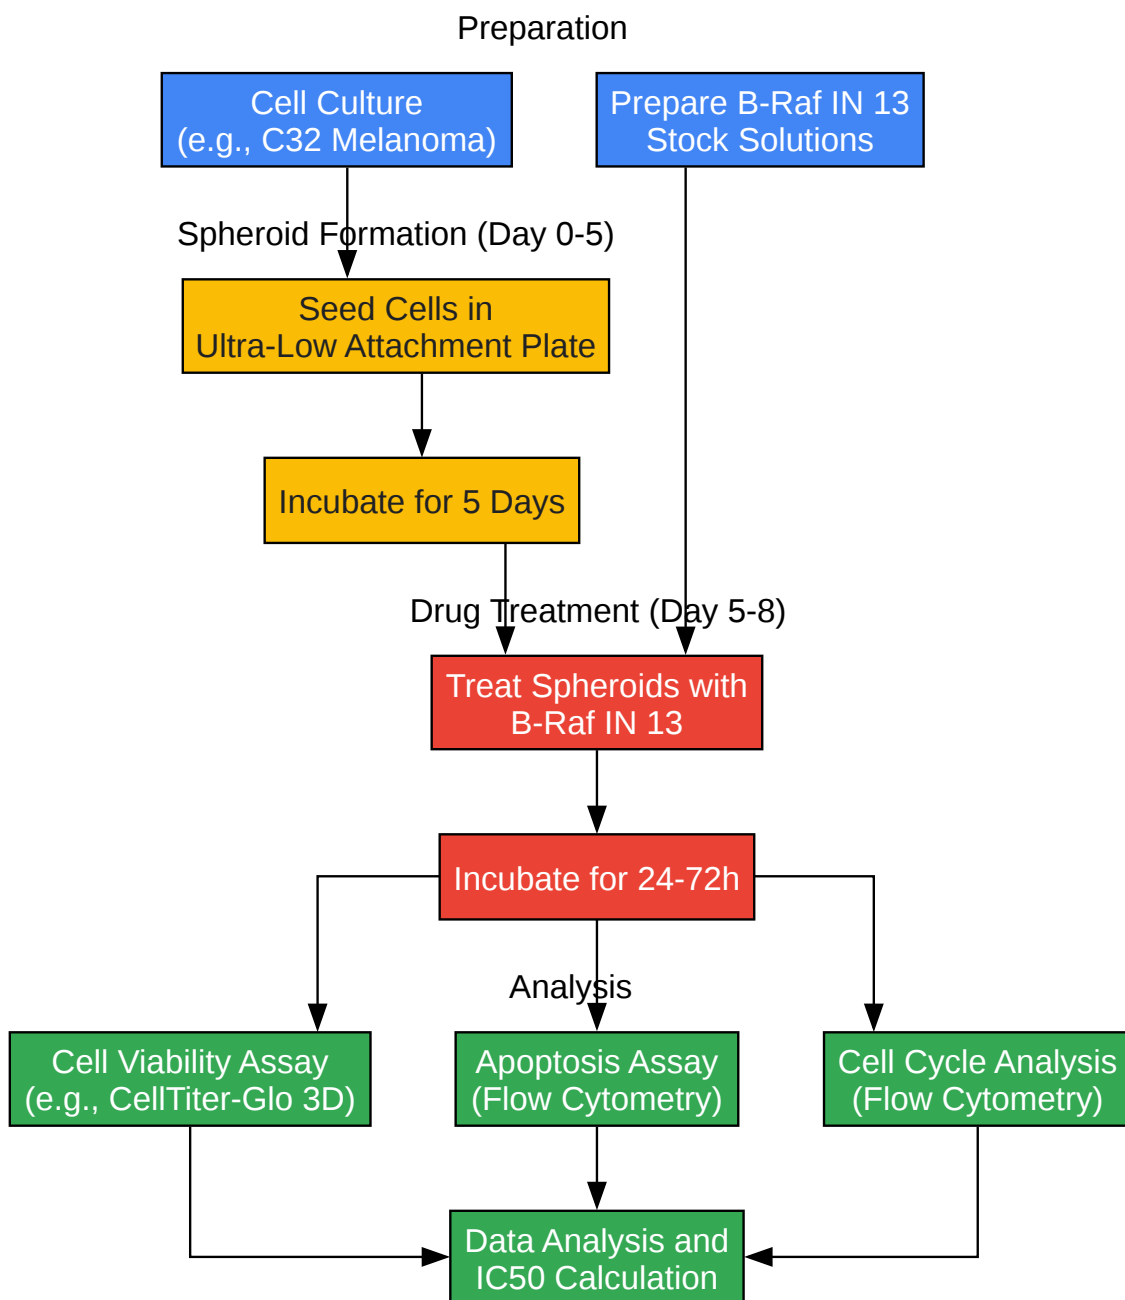 Preparation
Cell Culture
(e.g., C32 Melanoma)
Prepare B-Raf IN 13
Stock Solutions
Spheroid Formation (Day 0-5)
Seed Cells in
Ultra-Low Attachment Plate
Incubate for 5 Days
Drug Treatment (Day 5-8)
Treat Spheroids with
B-Raf IN 13
Incubate for 24-72h
Analysis
Cell Viability Assay
(e.g., CellTiter-Glo 3D)
Apoptosis Assay
(Flow Cytometry)
Cell Cycle Analysis
(Flow Cytometry)
Data Analysis and
IC50 Calculation